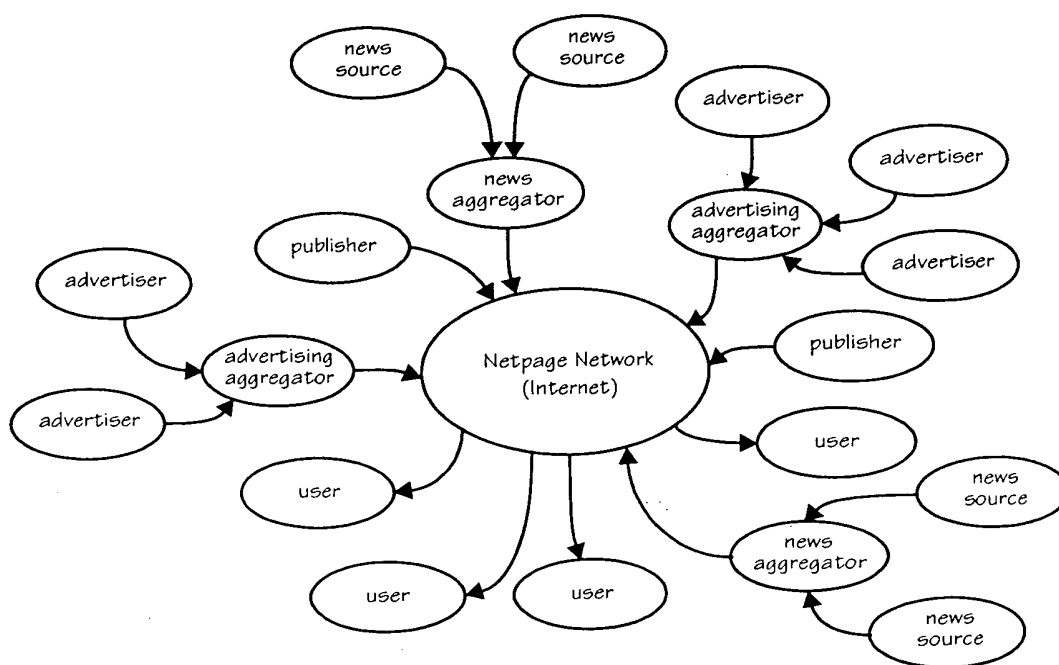 news
source
news
source
advertiser
advertiser
news
aggregator
advertising
aggregator
publisher
advertiser
advertiser
publisher
Netpage Network
(Internet)
advertising
aggregator
advertiser
user
user
news
source
news
aggregator
user
user
news
source